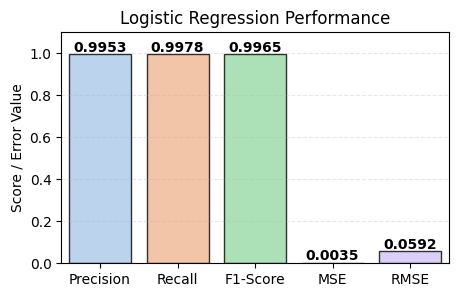 Logistic Regression Performance
Score / Error Value
1.0
0.8
0.6
0.4
0.2
0.0
0.9953
0.9978
0.9965
0.0035
0.0592
Precision
Recall
F1-Score
MSE
RMSE